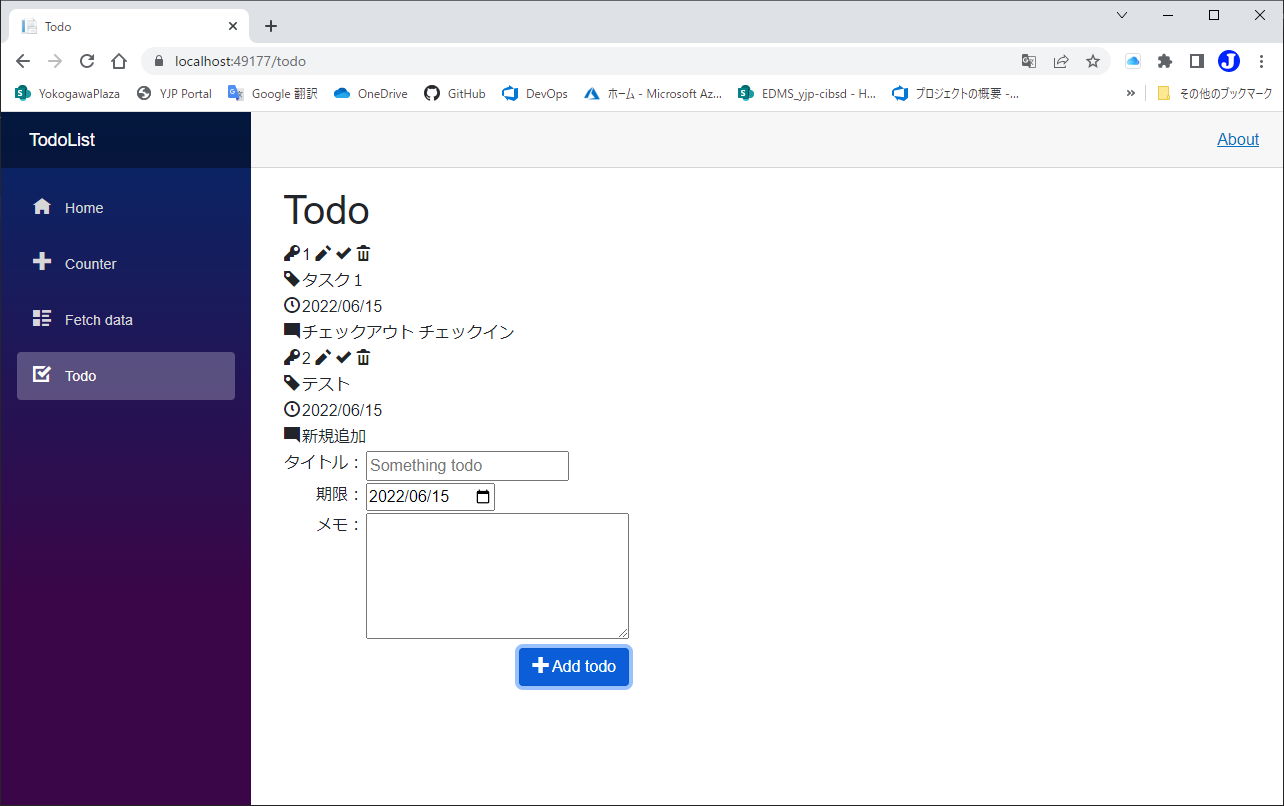 Todo
localhost:49177/todo
YokogawaPlaza YJP Portal Google 翻訳 OneDrive GitHub DevOps ホーム - Microsoft Az... EDMS_yjp-cibsd - H... プロジェクトの概要 -... » その他のブックマーク
TodoList
About
Home
Counter
Fetch data
Todo
Todo
1
タスク1
2022/06/15
チェックアウト チェックイン
2
テスト
2022/06/15
新規追加
タイトル： Something todo
期限： 2022/06/15
メモ：
Add todo